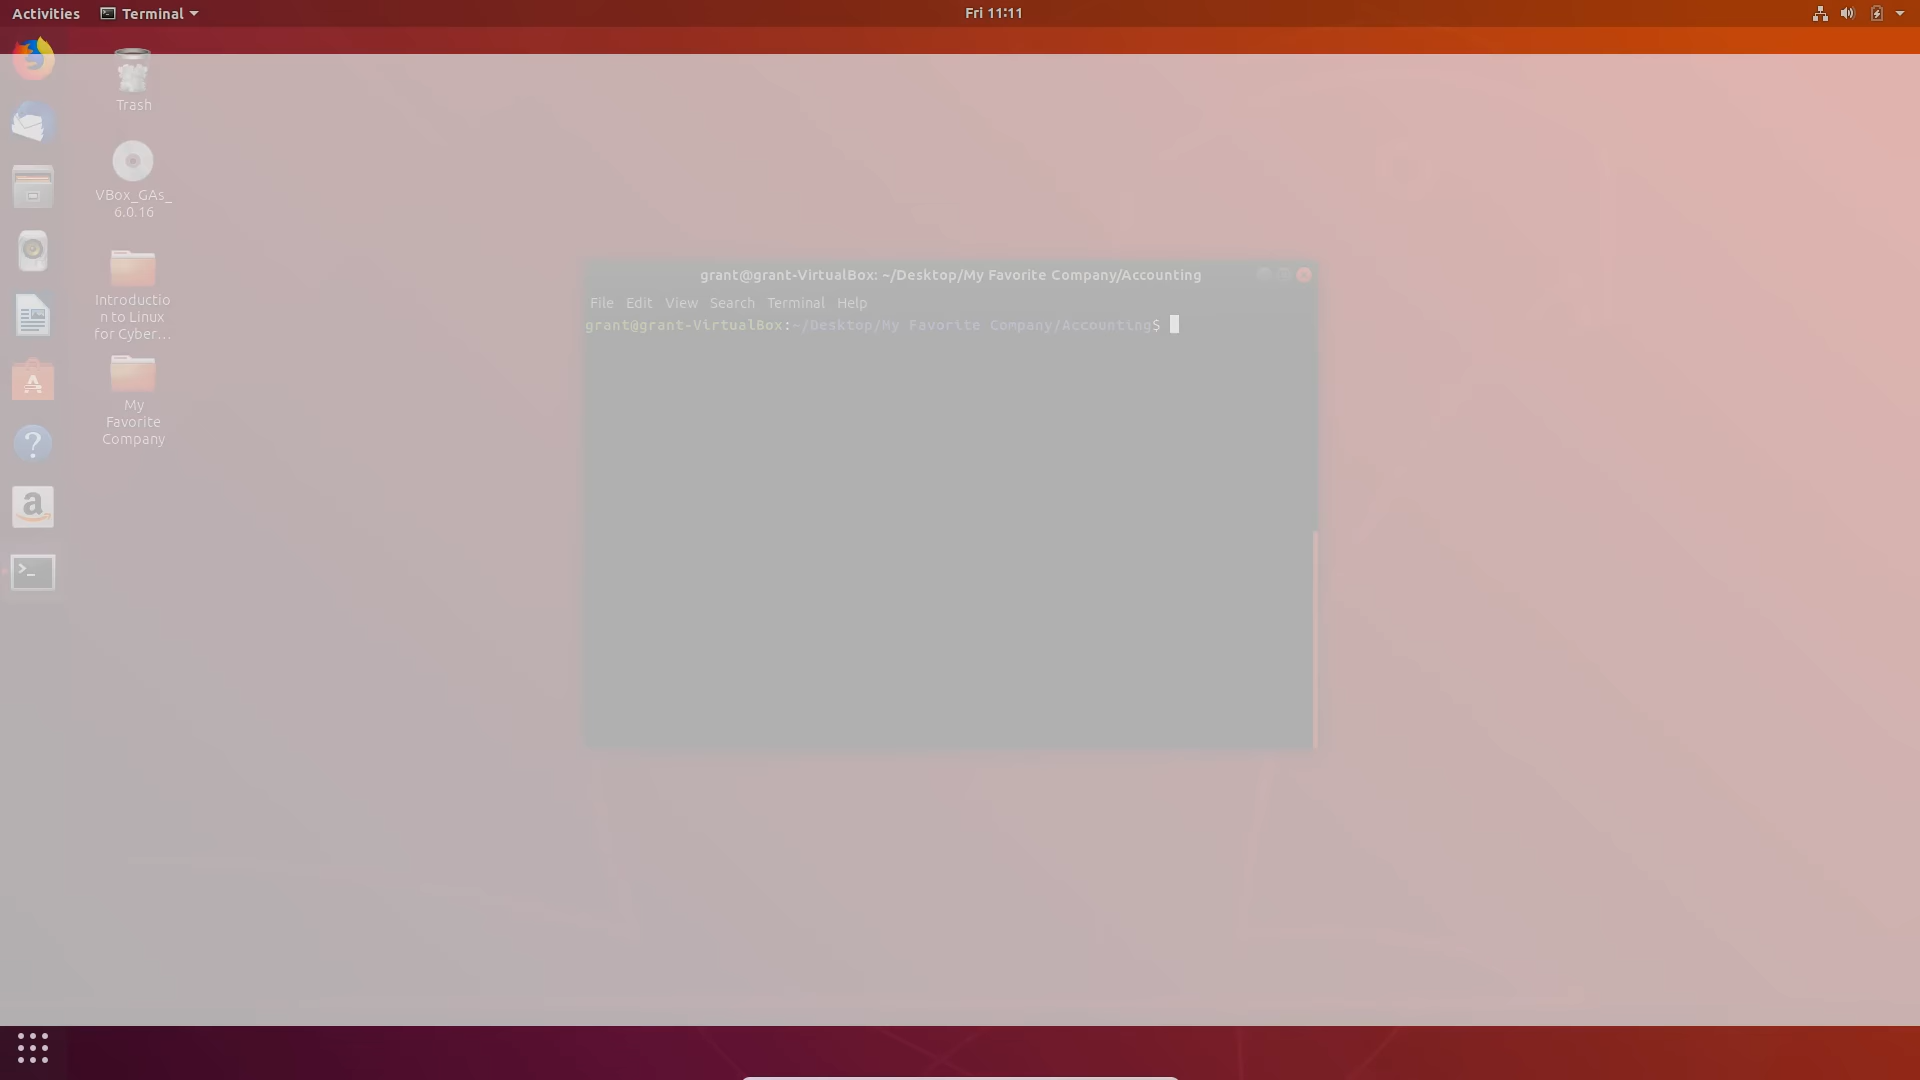 Activities Terminal Fri 11:11
Trash
VBox_GAs_
6.0.16
Introductio
n to Linux
for Cyber...
My
Favorite
Company
grant@grant-VirtualBox: ~/Desktop/My Favorite Company/Accounting
File Edit View Search Terminal Help
grant@grant-VirtualBox:~/Desktop/My Favorite Company/Accounting$